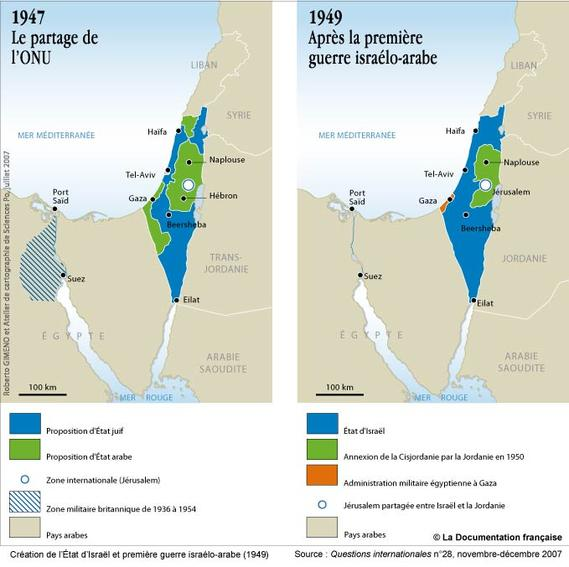 1947
Le partage de
l'ONU
LIBAN
SYRIE
MER MÉDITERRANÉE
Haïfa
Naplouse
Tel-Aviv
Gaza
Hébron
Port
Saïd
Beersheba
TRANS-
JORDANIE
Suez
Eilat
ÉGYPTE
ARABIE
SAOUDITE
100 km
MER ROUGE
Roberto GIMENO et Atelier de cartographie de Sciences Po, juillet 2007
Proposition d'État juif
Proposition d'État arabe
Zone internationale (Jérusalem)
Zone militaire britannique de 1936 à 1954
Pays arabes
1949
Après la première
guerre israélo-arabe
LIBAN
SYRIE
MER MÉDITERRANÉE
Haïfa
Naplouse
Tel-Aviv
Jérusalem
Gaza
Port
Saïd
Beersheba
JORDANIE
Suez
Eilat
ÉGYPTE
ARABIE
SAOUDITE
100 km
MER ROUGE
État d'Israël
Annexion de la Cisjordanie par la Jordanie en 1950
Administration militaire égyptienne à Gaza
Jérusalem partagée entre Israël et la Jordanie
Pays arabes
© La Documentation française
Création de l'État d'Israël et première guerre israélo-arabe (1949)
Source : Questions internationales n°28, novembre-décembre 2007